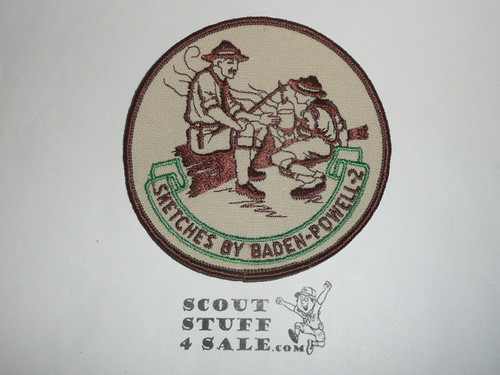 SKETCHES BY BADEN-POWELL-2
SCOUT
STUFF
4 SALE.COM